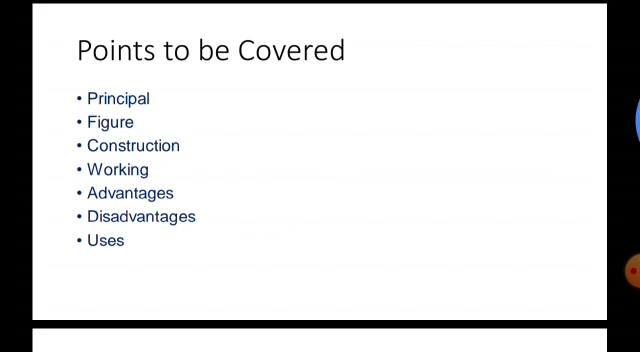 Points to be Covered
• Principal
• Figure
• Construction
• Working
• Advantages
• Disadvantages
• Uses